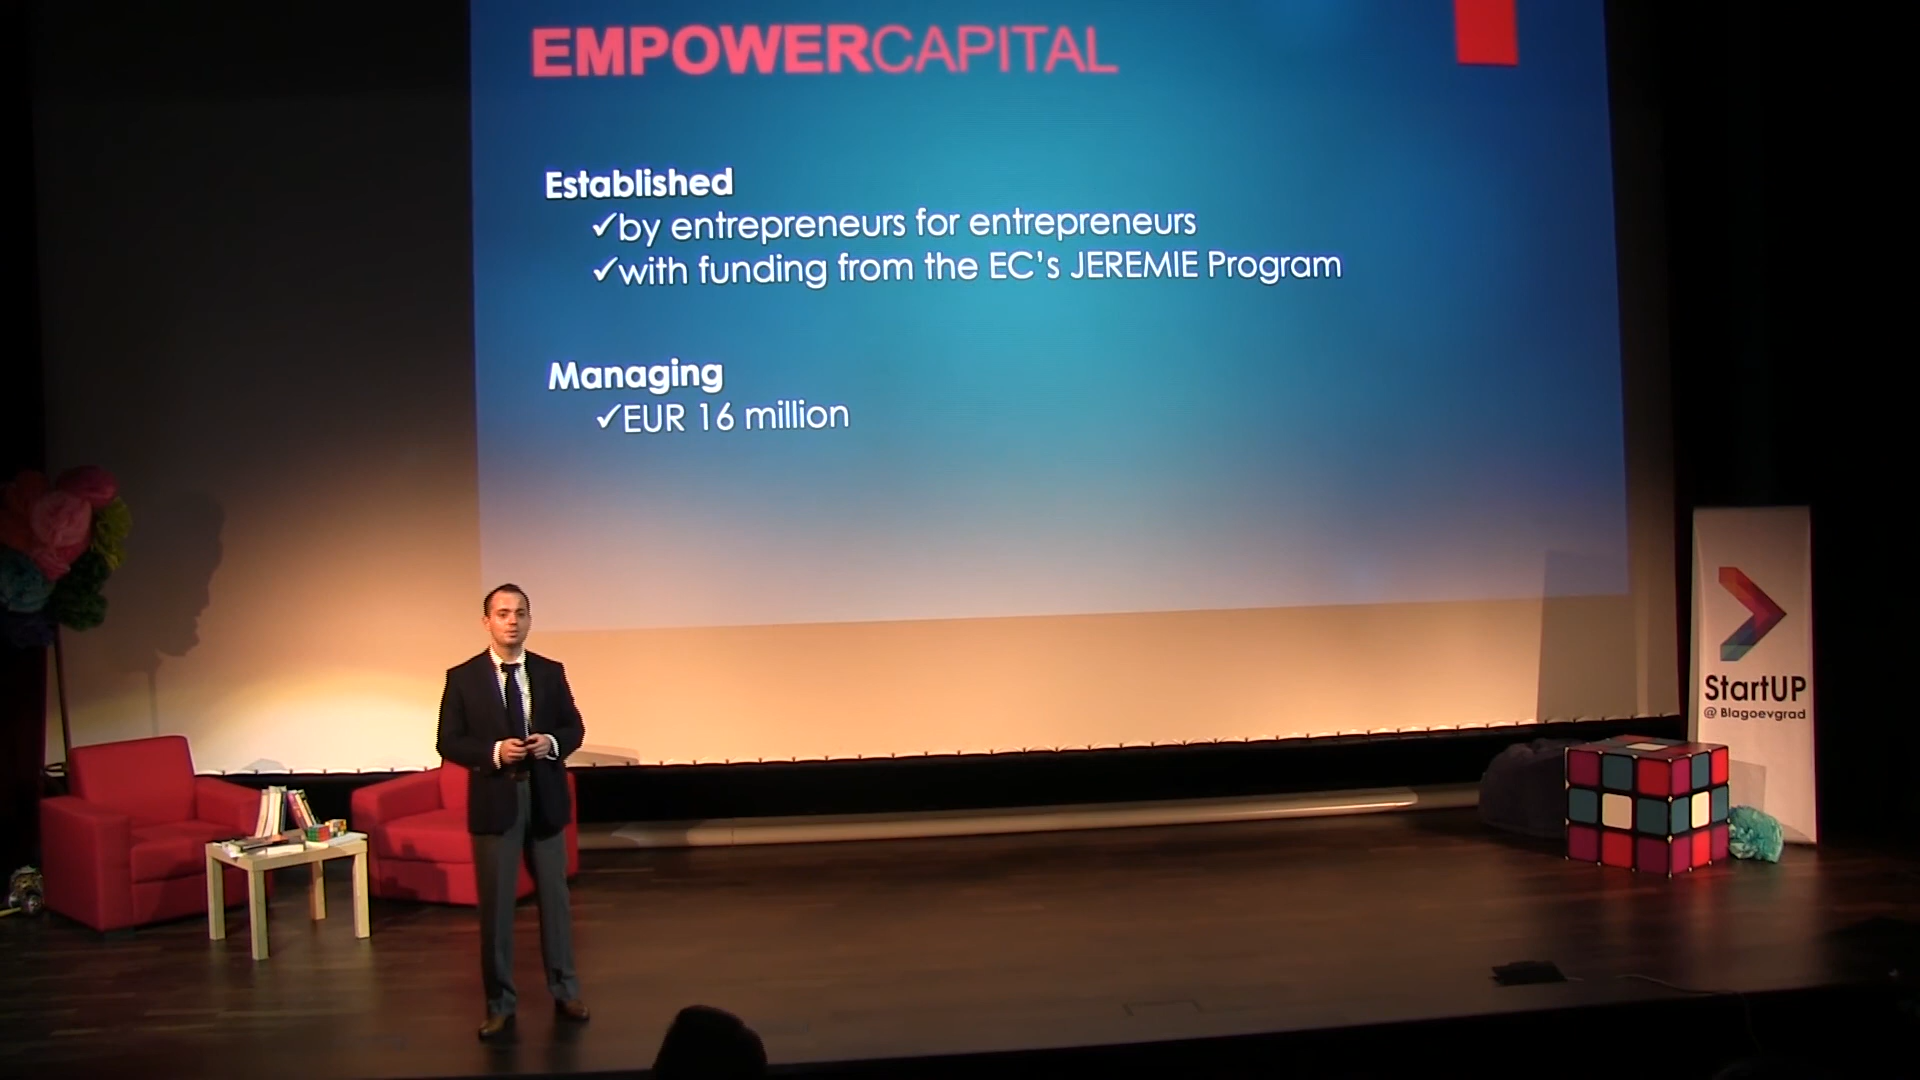 EMPOWERCAPITAL
Established
✓by entrepreneurs for entrepreneurs
✓with funding from the EC's JEREMIE Program
Managing
✓EUR 16 million
StartUP
@ Blagoevgrad